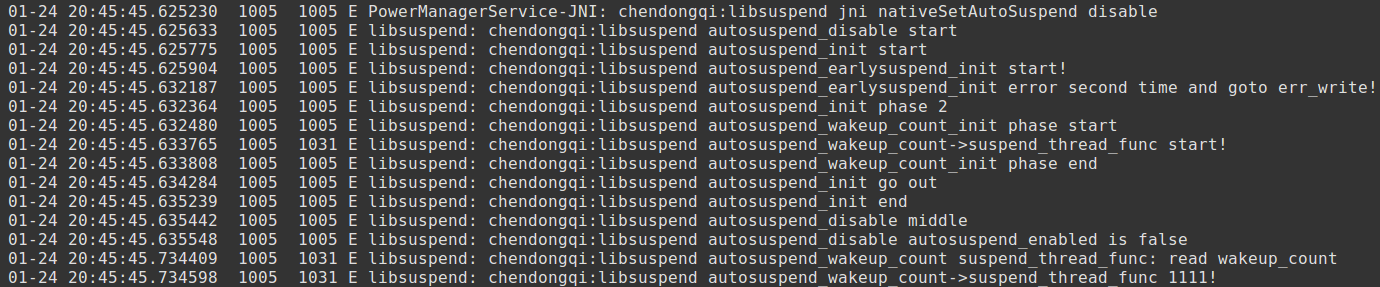 01-24 20:45:45.625230  1005  1005 E PowerManagerService-JNI: chendongqi:libsuspend jni nativeSetAutoSuspend disable
01-24 20:45:45.625633  1005  1005 E libsuspend: chendongqi:libsuspend autosuspend_disable start
01-24 20:45:45.625775  1005  1005 E libsuspend: chendongqi:libsuspend autosuspend_init start
01-24 20:45:45.625904  1005  1005 E libsuspend: chendongqi:libsuspend autosuspend_earlysuspend_init start!
01-24 20:45:45.632187  1005  1005 E libsuspend: chendongqi:libsuspend autosuspend_earlysuspend_init error second time and goto err_write!
01-24 20:45:45.632364  1005  1005 E libsuspend: chendongqi:libsuspend autosuspend_init phase 2
01-24 20:45:45.632480  1005  1005 E libsuspend: chendongqi:libsuspend autosuspend_wakeup_count_init phase start
01-24 20:45:45.633765  1005  1031 E libsuspend: chendongqi:libsuspend autosuspend_wakeup_count->suspend_thread_func start!
01-24 20:45:45.633808  1005  1005 E libsuspend: chendongqi:libsuspend autosuspend_wakeup_count_init phase end
01-24 20:45:45.634284  1005  1005 E libsuspend: chendongqi:libsuspend autosuspend_init go out
01-24 20:45:45.635239  1005  1005 E libsuspend: chendongqi:libsuspend autosuspend_init end
01-24 20:45:45.635442  1005  1005 E libsuspend: chendongqi:libsuspend autosuspend_disable middle
01-24 20:45:45.635548  1005  1005 E libsuspend: chendongqi:libsuspend autosuspend_disable autosuspend_enabled is false
01-24 20:45:45.734409  1005  1031 E libsuspend: chendongqi:libsuspend autosuspend_wakeup_count suspend_thread_func: read wakeup_count
01-24 20:45:45.734598  1005  1031 E libsuspend: chendongqi:libsuspend autosuspend_wakeup_count->suspend_thread_func 1111!